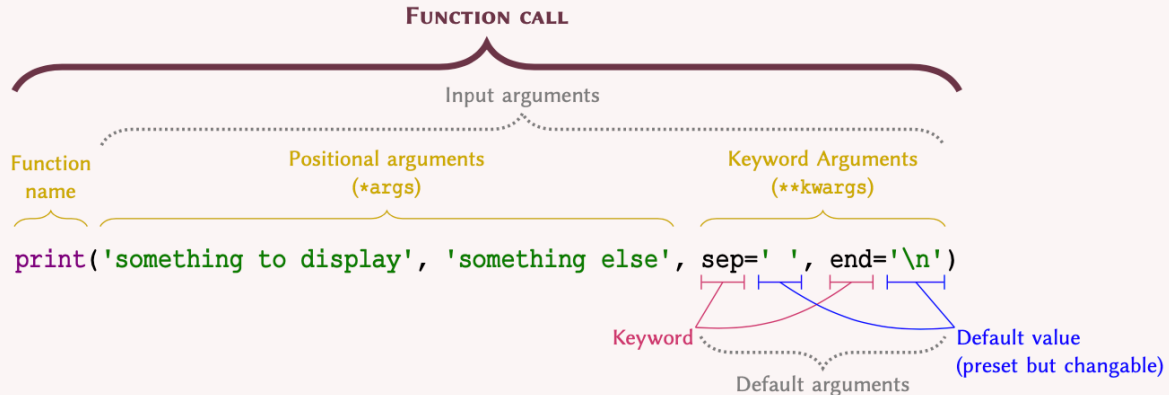 FUNCTION CALL
Input arguments
Function
name
Positional arguments
(*args)
Keyword Arguments
(**kwargs)
print('something to display', 'something else', sep=' ', end='\n')
Keyword
Default value
(preset but changable)
Default arguments